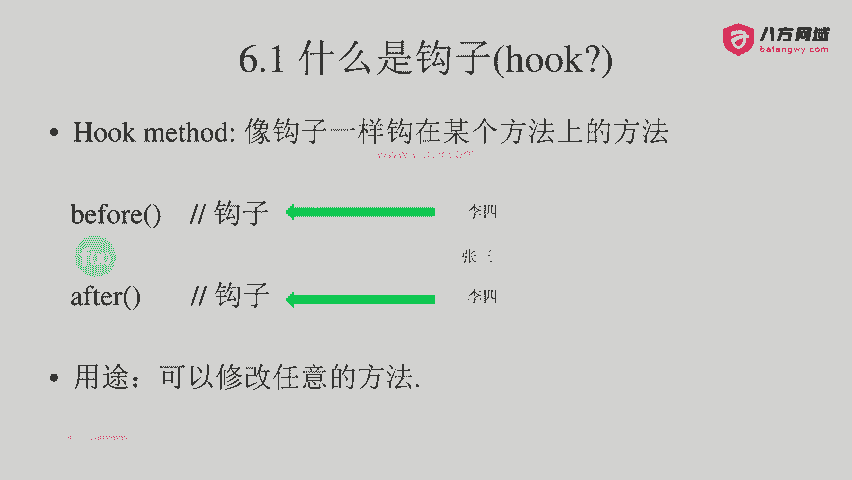 八方网域
bafangwy.com
6.1 什么是钩子(hook?)
• Hook method: 像钩子一样钩在某个方法上的方法
before() // 钩子 李四
张三
after() // 钩子 李四
• 用途：可以修改任意的方法.